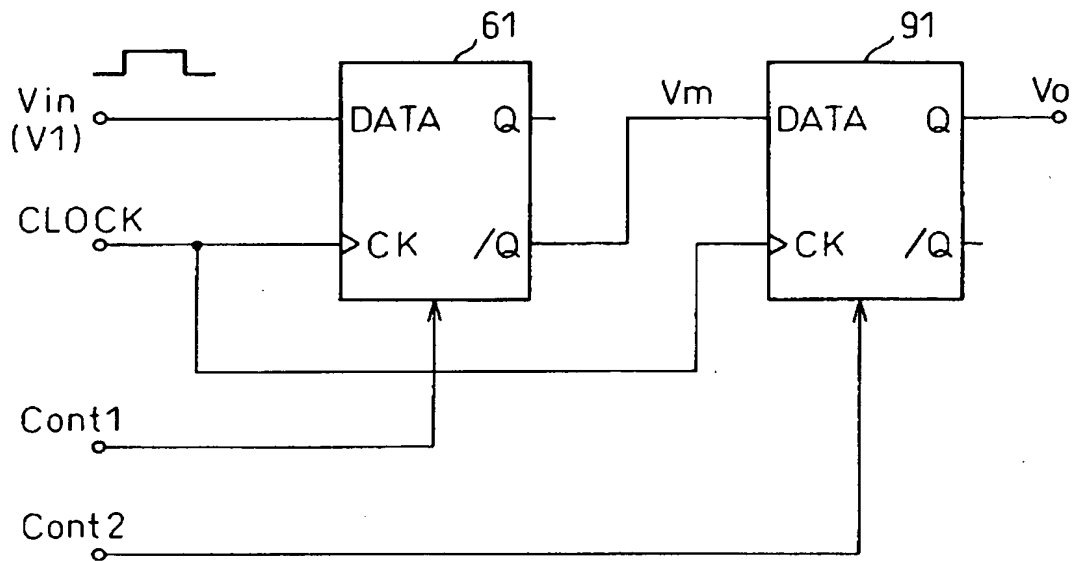 61
91
Vin
(V1)
DATA
Q
Vm
DATA
Q
Vo
CLOCK
CK
/Q
CK
/Q
Cont1
Cont2